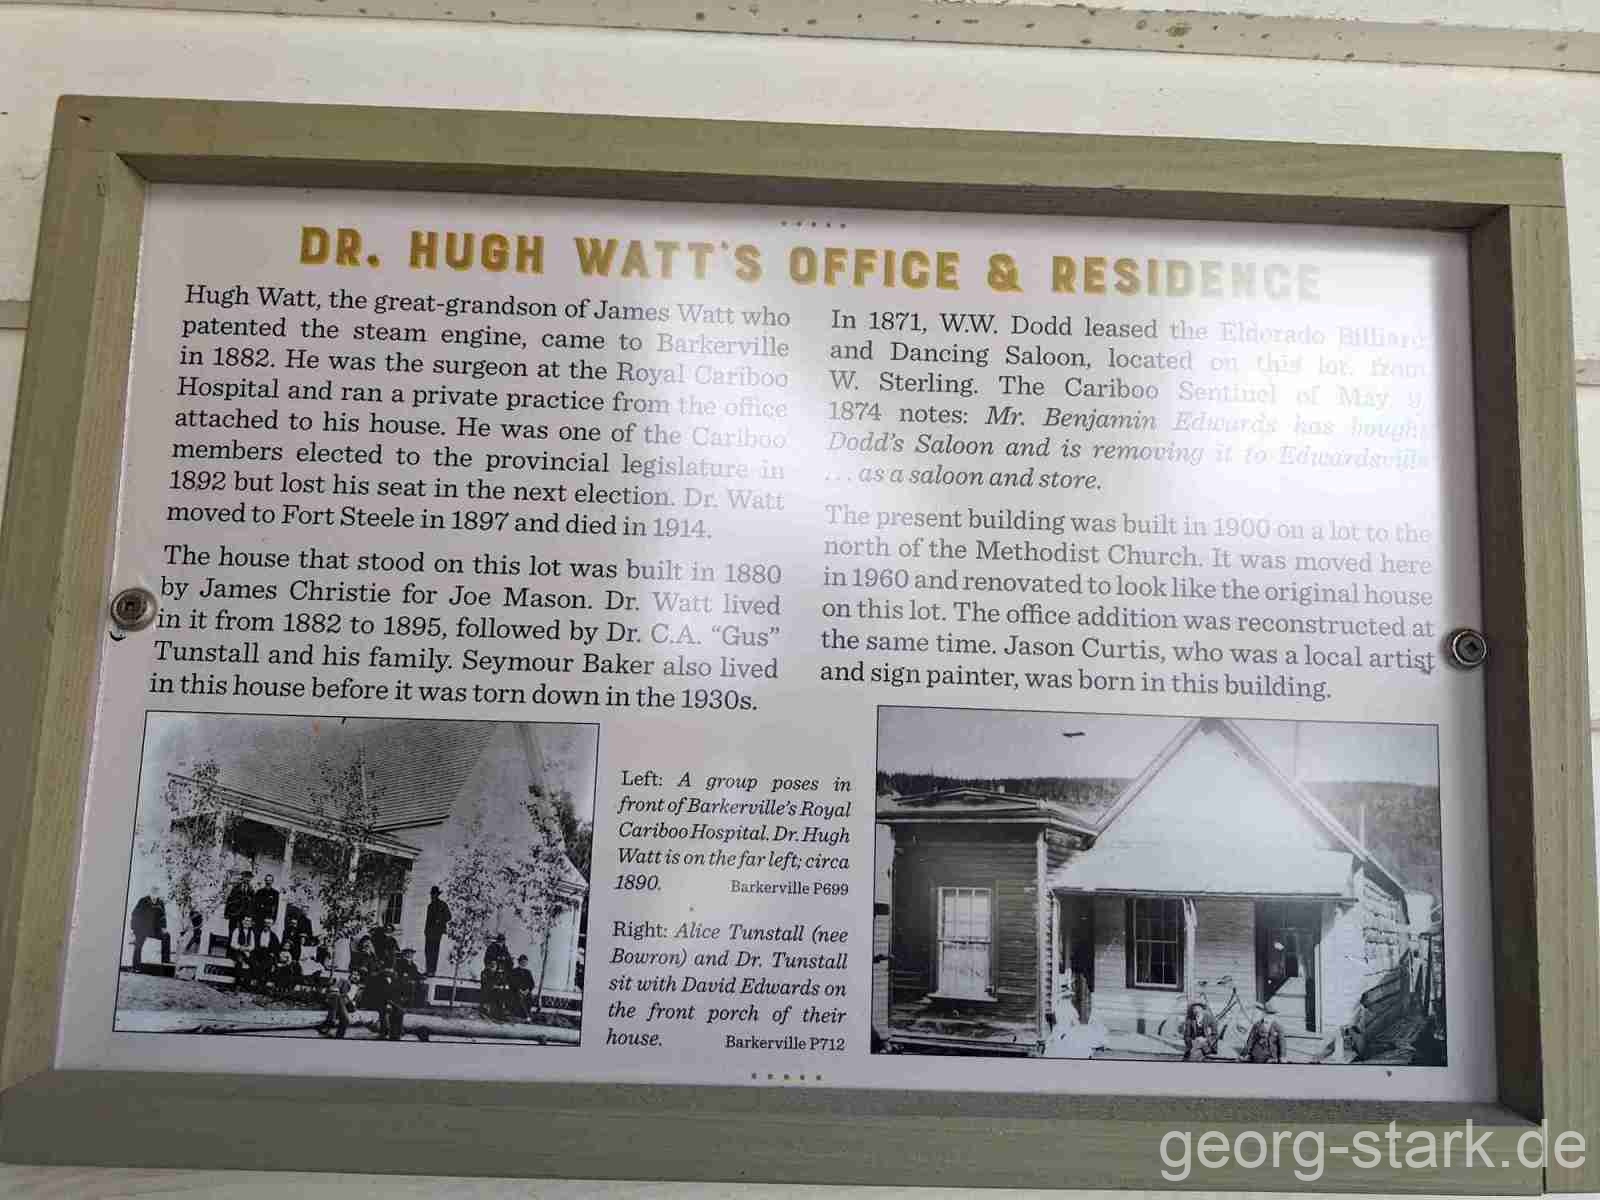 DR. HUGH WATT'S OFFICE & RESIDENCE
Hugh Watt, the great-grandson of James Watt who
patented the steam engine, came to Barkerville
in 1882. He was the surgeon at the Royal Cariboo
Hospital and ran a private practice from the office
attached to his house. He was one of the Cariboo
members elected to the provincial legislature in
1892 but lost his seat in the next election. Dr. Watt
moved to Fort Steele in 1897 and died in 1914.
The house that stood on this lot was built in 1880
by James Christie for Joe Mason. Dr. Watt lived
in it from 1882 to 1895, followed by Dr. C.A. “Gus”
Tunstall and his family. Seymour Baker also lived
in this house before it was torn down in the 1930s.
In 1871, W.W. Dodd leased the Eldorado Billiard
and Dancing Saloon, located on this lot, from
W. Sterling. The Cariboo Sentinel of May 9,
1874 notes: Mr. Benjamin Edwards has bought
Dodd's Saloon and is removing it to Edwardsville
... as a saloon and store.
The present building was built in 1900 on a lot to the
north of the Methodist Church. It was moved here
in 1960 and renovated to look like the original house
on this lot. The office addition was reconstructed at
the same time. Jason Curtis, who was a local artist
and sign painter, was born in this building.
Left: A group poses in
front of Barkerville's Royal
Cariboo Hospital. Dr. Hugh
Watt is on the far left; circa
1890. Barkerville P699
Right: Alice Tunstall (nee
Bowron) and Dr. Tunstall
sit with David Edwards on
the front porch of their
house. Barkerville P712
georg-stark.de